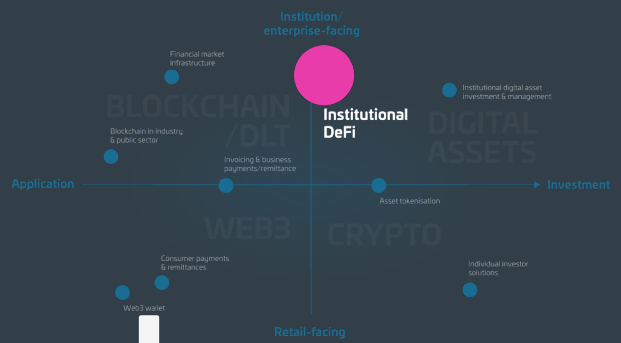 Institution/
enterprise-facing
Financial market
infrastructure
Institutional digital asset
investment & management
BLOCKCHAIN
/DLT
Institutional
DeFi
DIGITAL
ASSETS
Blockchain in industry
& public sector
Invoicing & business
payments/remittance
Application
Investment
Asset tokenisation
WEB3
CRYPTO
Consumer payments
& remittances
Individual investor
solutions
Web3 wallet
Retail-facing